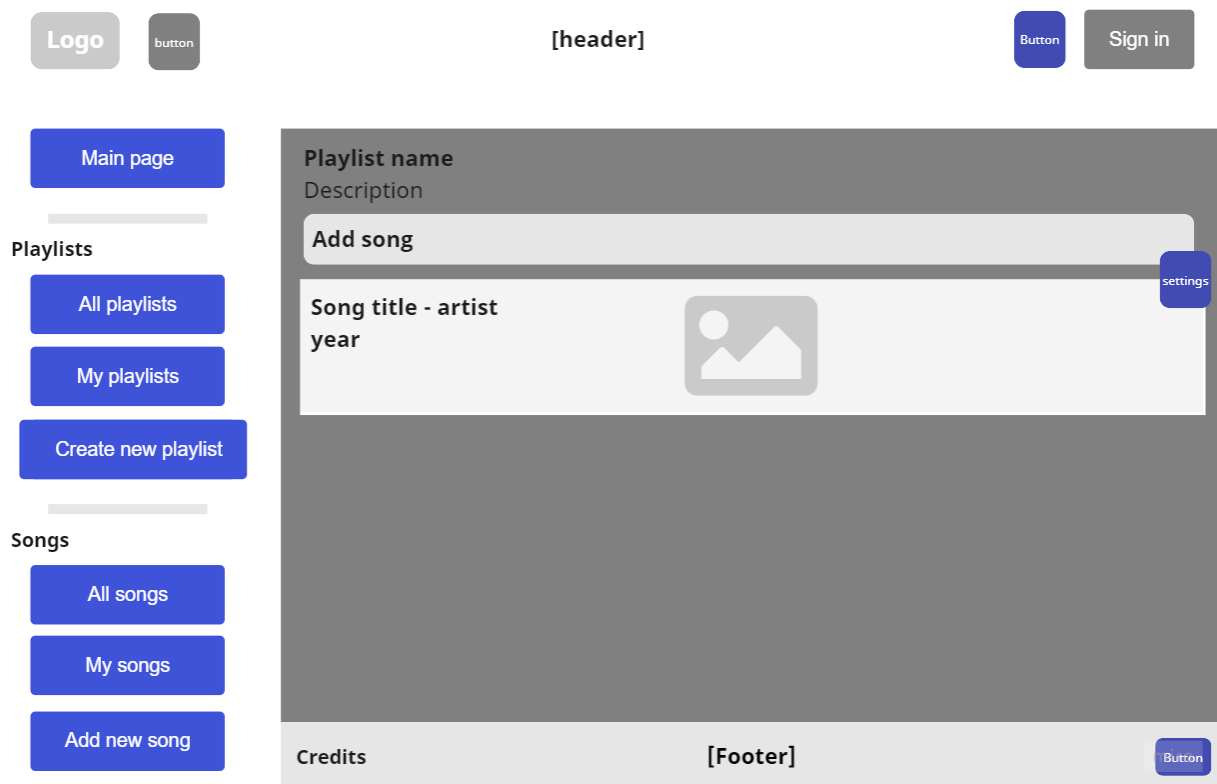 Logo
button
[header]
Button
Sign in
Main page
Playlists
All playlists
My playlists
Create new playlist
Songs
All songs
My songs
Add new song
Playlist name
Description
Add song
settings
Song title - artist
year
Credits
[Footer]
Button